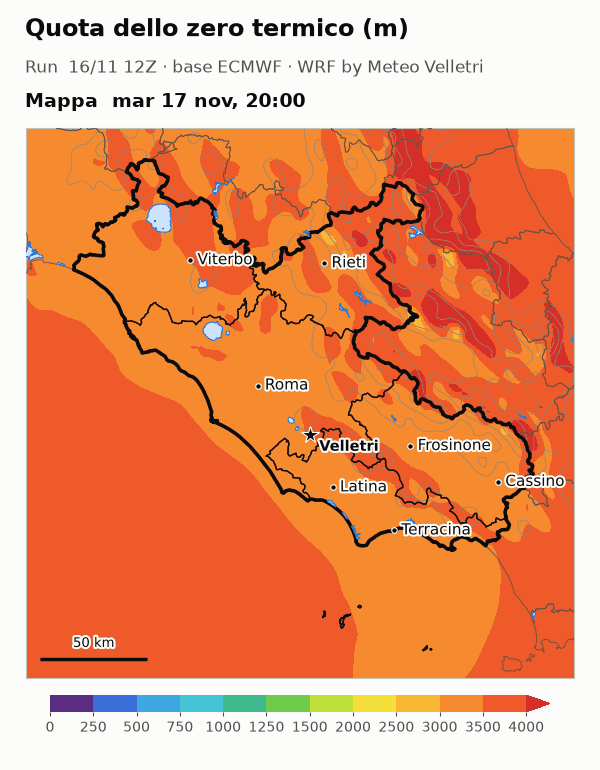 Quota dello zero termico (m)
Run 16/11 12Z · base ECMWF · WRF by Meteo Velletri
Mappa mar 17 nov, 20:00
Viterbo
Rieti
Roma
Velletri
Frosinone
Cassino
Latina
Terracina
50 km
0 250 500 750 1000 1250 1500 2000 2500 3000 3500 4000